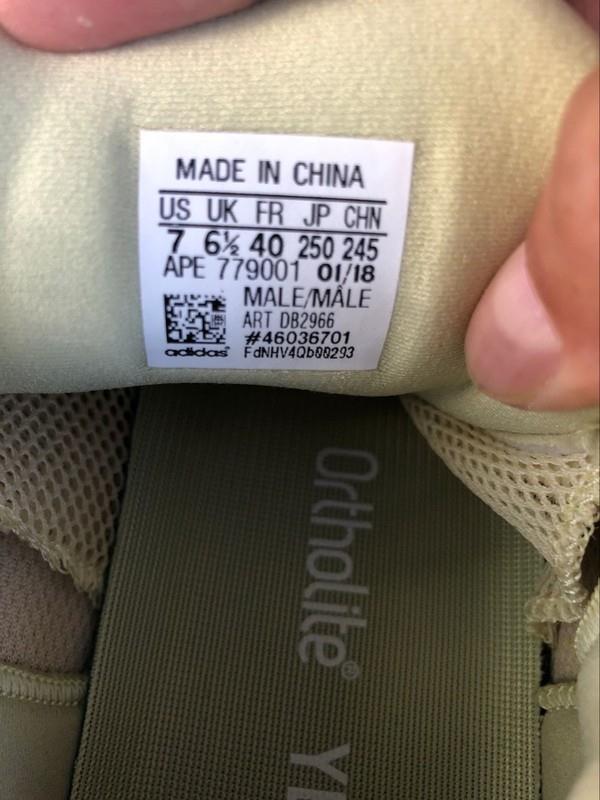 MADE IN CHINA
US UK FR JP CHN
7 6½ 40 250 245
APE 779001 01/18
MALE/MÂLE
ART DB2966
#46036701
adidas® FdNHV4Qb00293
Ortholite®